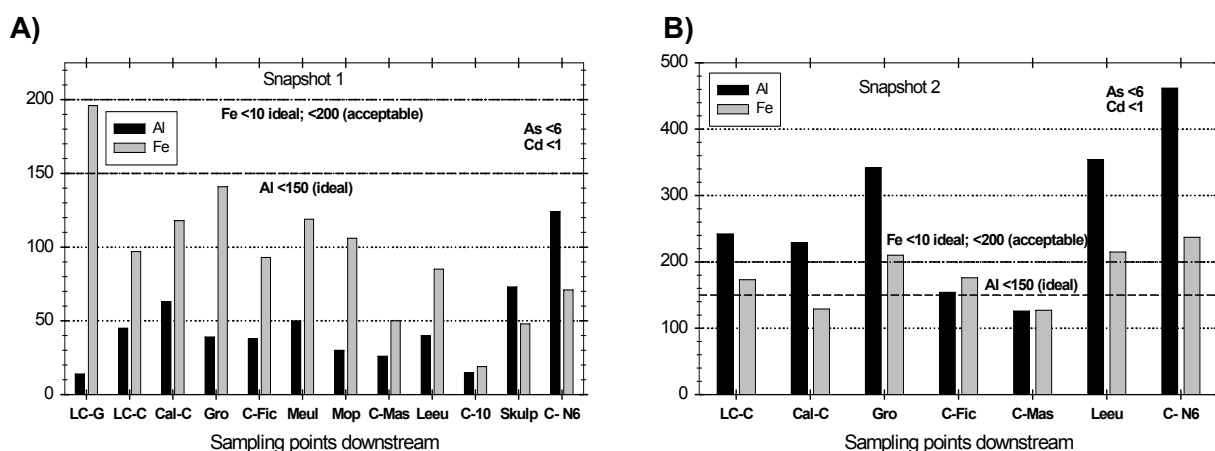 A)
Snapshot 1
Al
Fe
Fe <10 ideal; <200 (acceptable)
As <6
Cd <1
Al <150 (ideal)
200
150
100
50
0
LC-G LC-C Cal-C Gro C-Fic Meul Mop C-Mas Leeu C-10 Skulp C- N6
Sampling points downstream
B)
Snapshot 2
Al
Fe
As <6
Cd <1
Fe <10 ideal; <200 (acceptable)
Al <150 (ideal)
500
400
300
200
100
0
LC-C Cal-C Gro C-Fic C-Mas Leeu C- N6
Sampling points downstream